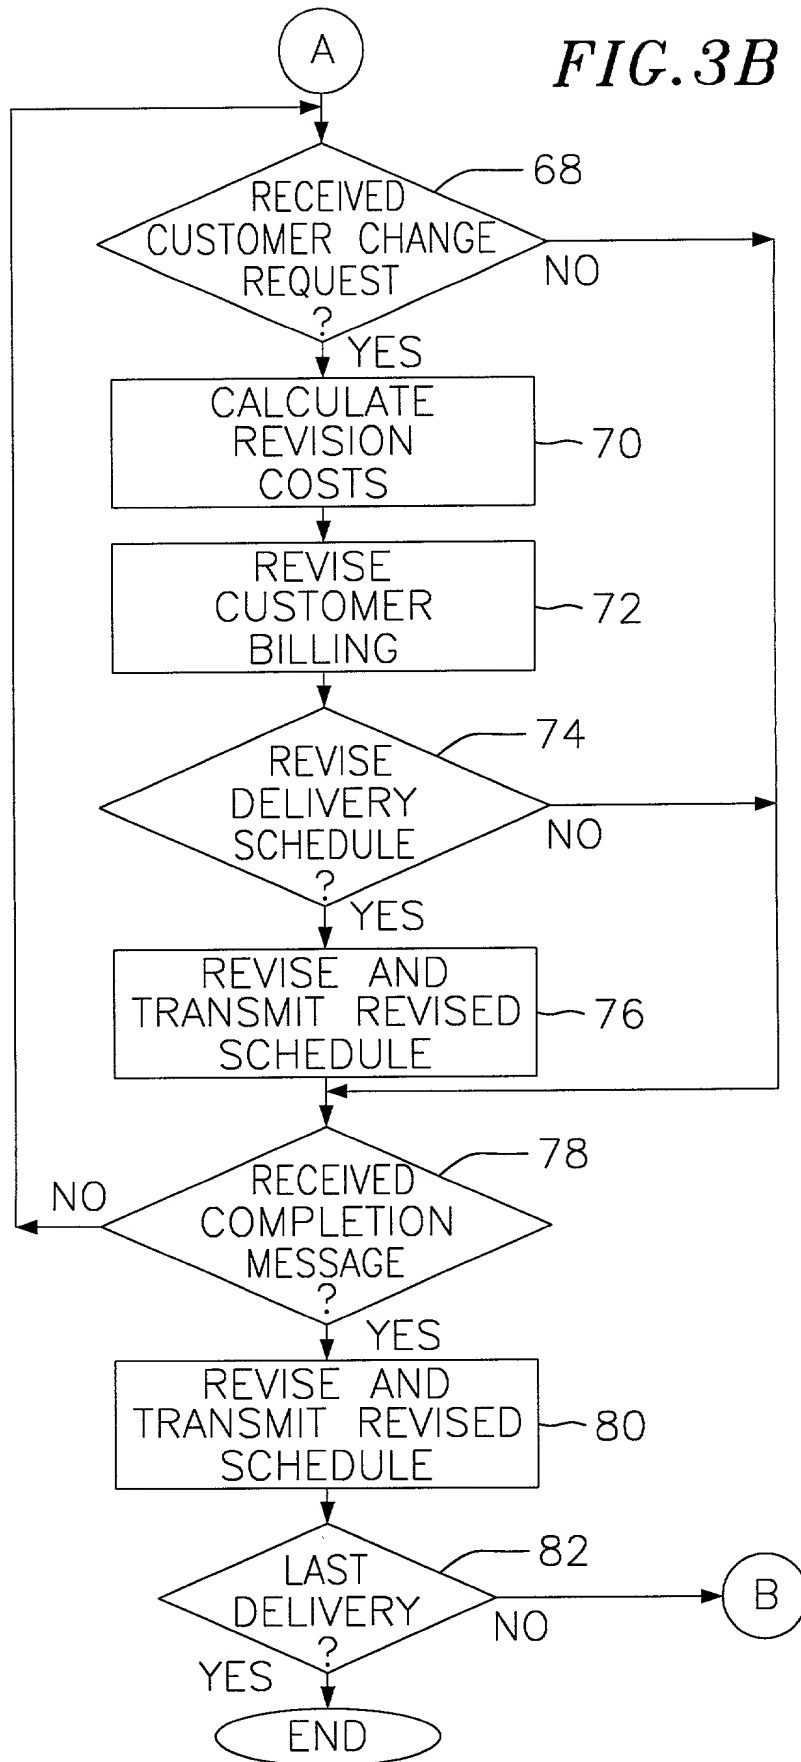 A
FIG.3B
RECEIVED
CUSTOMER CHANGE
REQUEST
?
68
NO
YES
CALCULATE
REVISION
COSTS
70
REVISE
CUSTOMER
BILLING
72
REVISE
DELIVERY
SCHEDULE
?
74
NO
YES
REVISE AND
TRANSMIT REVISED
SCHEDULE
76
RECEIVED
COMPLETION
MESSAGE
?
78
NO
YES
REVISE AND
TRANSMIT REVISED
SCHEDULE
80
LAST
DELIVERY
?
82
NO
B
YES
END